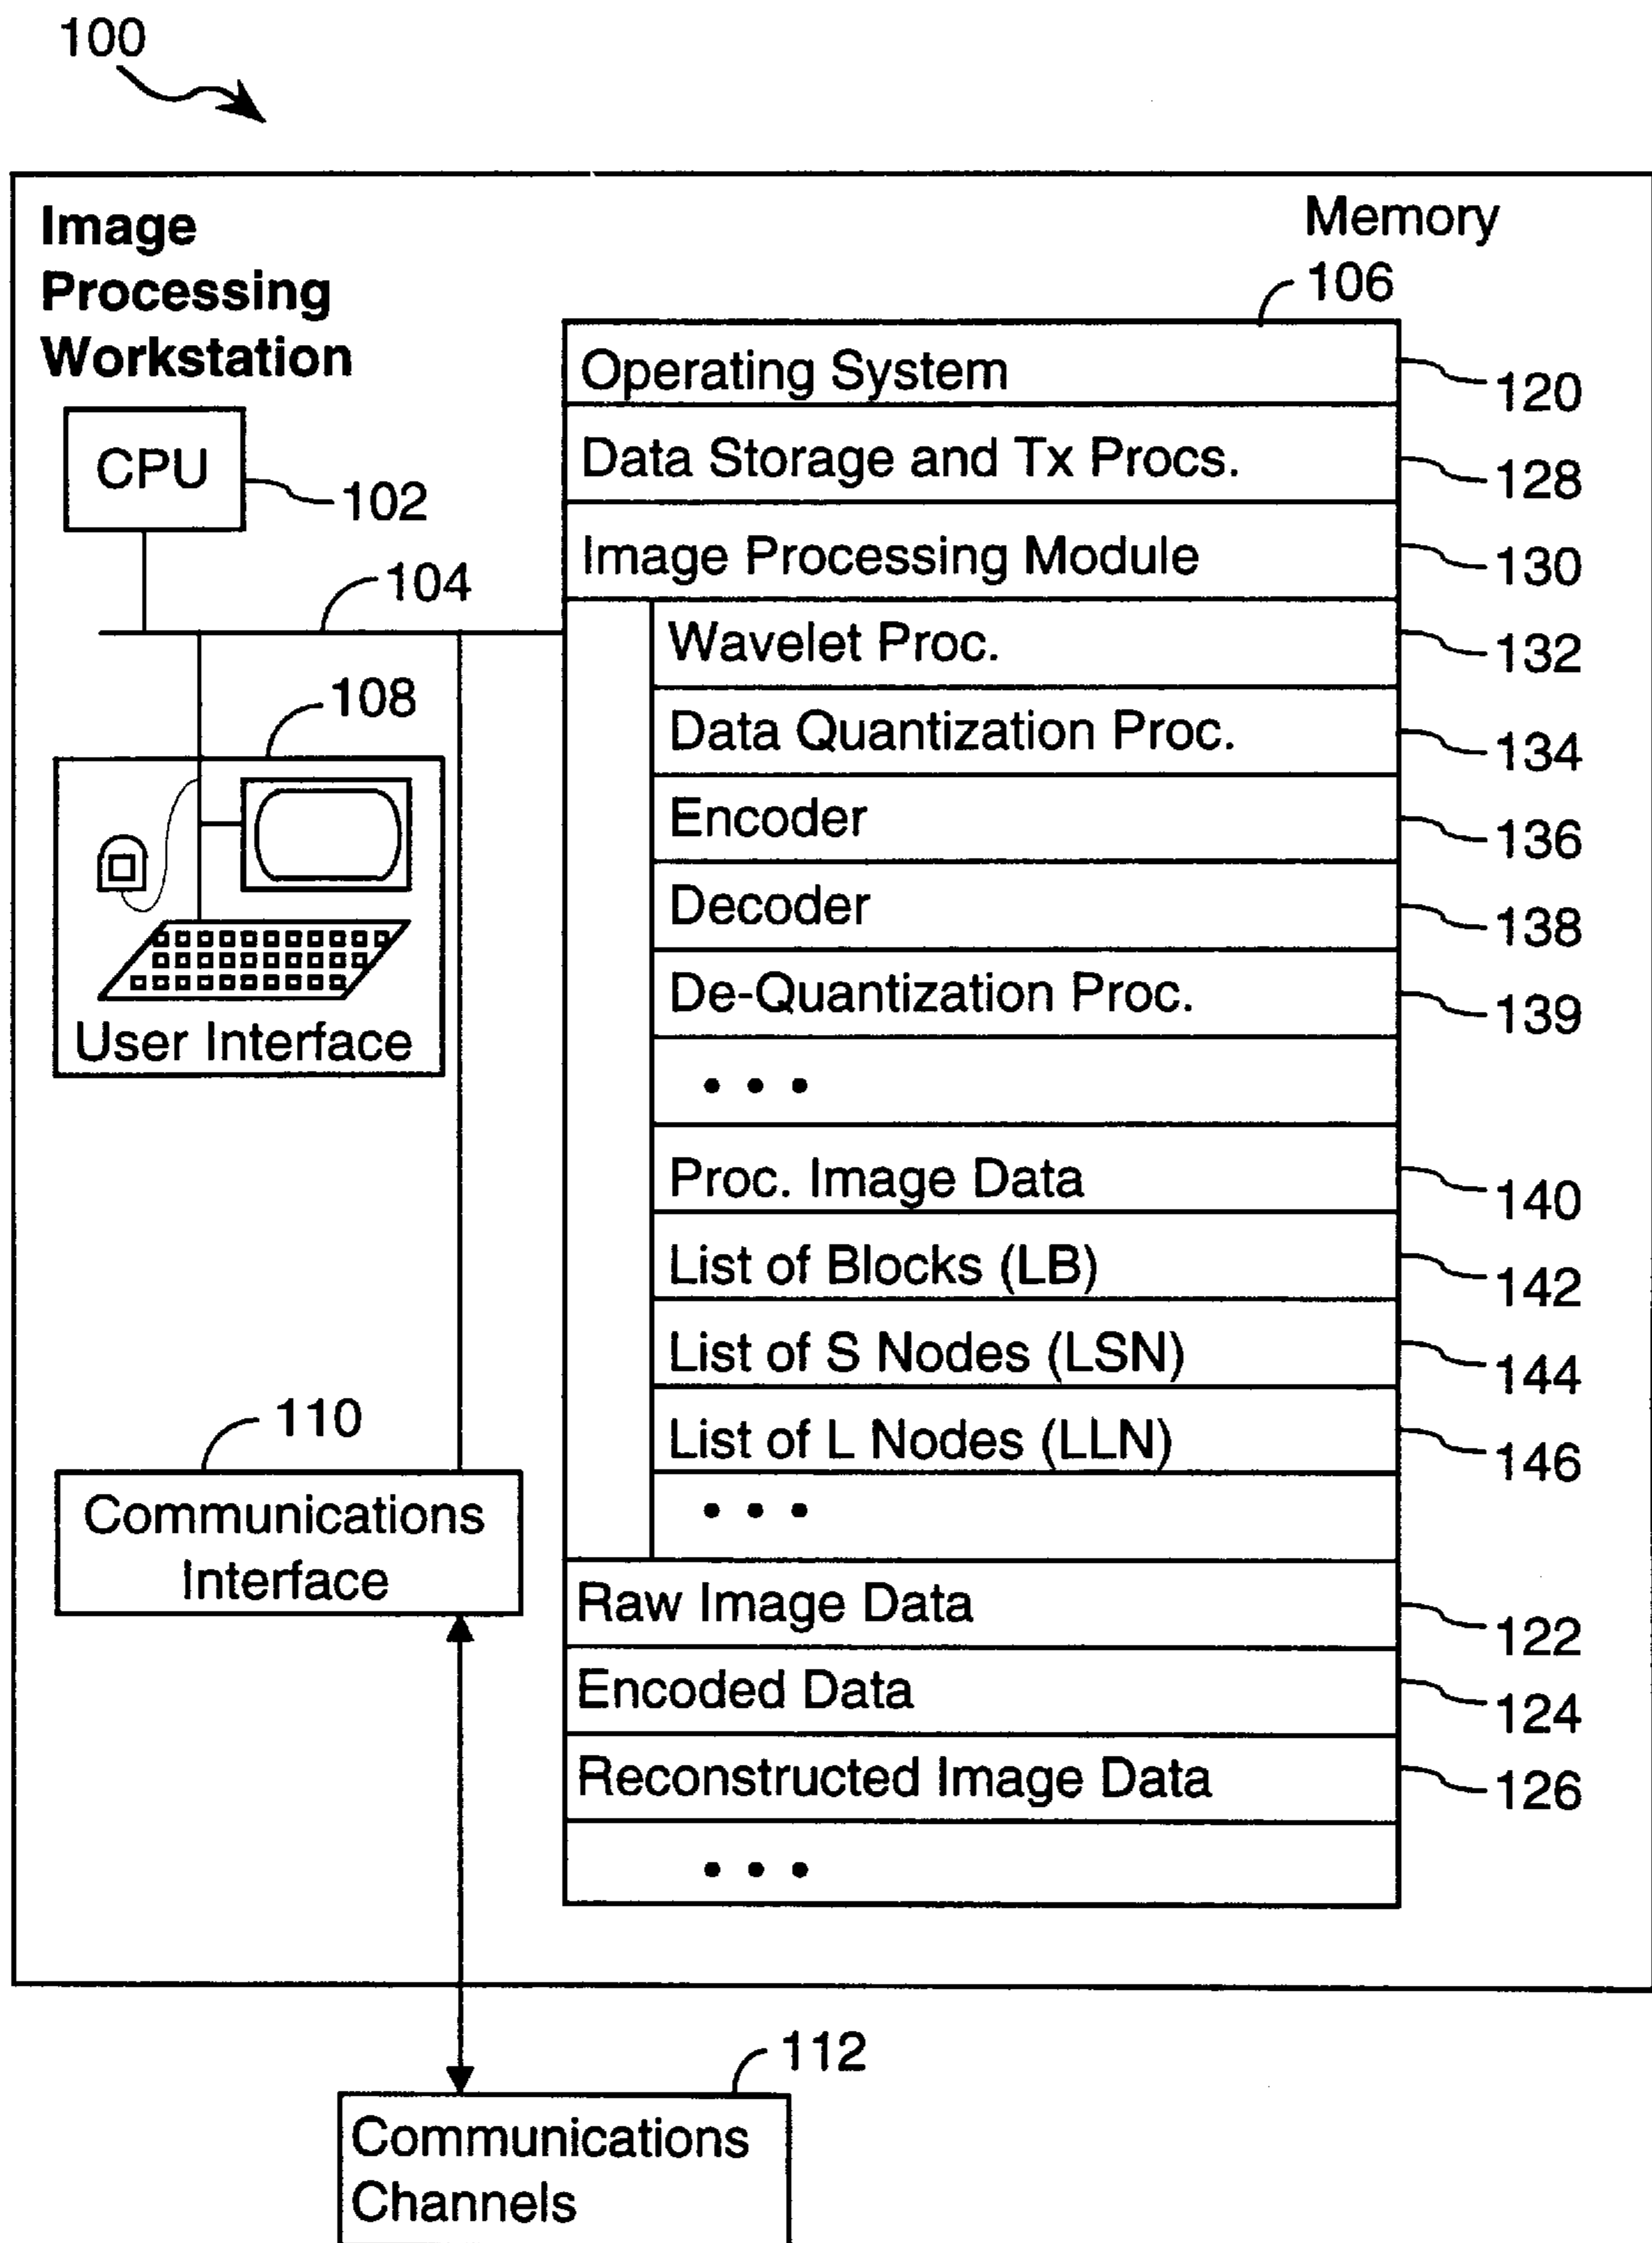 100
Image
Processing
Workstation
Memory
106
CPU
102
104
108
User Interface
110
Communications
Interface
Operating System
120
Data Storage and Tx Procs.
128
Image Processing Module
130
Wavelet Proc.
132
Data Quantization Proc.
134
Encoder
136
Decoder
138
De-Quantization Proc.
139
• • •
Proc. Image Data
140
List of Blocks (LB)
142
List of S Nodes (LSN)
144
List of L Nodes (LLN)
146
• • •
Raw Image Data
122
Encoded Data
124
Reconstructed Image Data
126
• • •
112
Communications
Channels